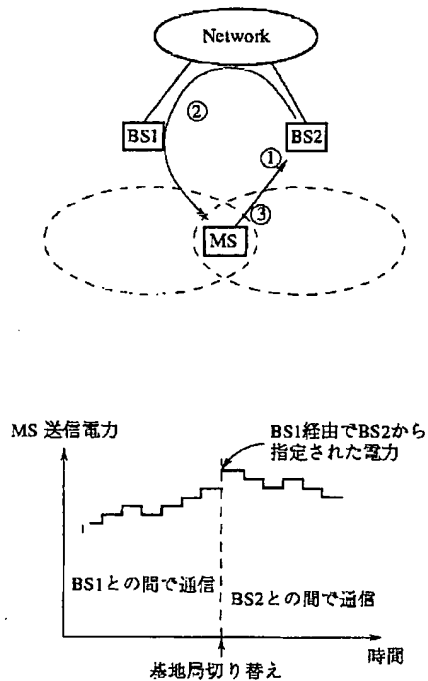 Network
②
BS1
BS2
①
③
MS
MS 送信電力
BS1経由でBS2から
指定された電力
BS1との間で通信
BS2との間で通信
時間
基地局切り替え